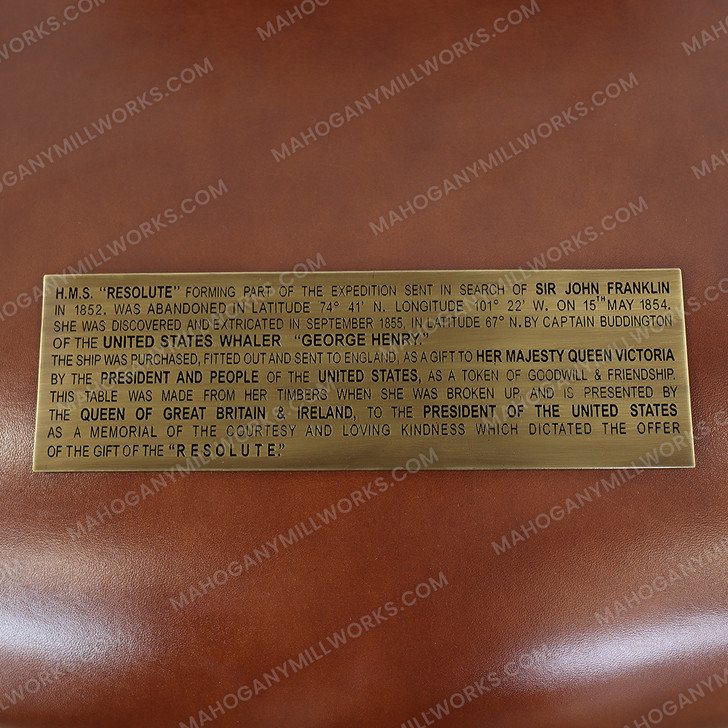 H.M.S. "RESOLUTE" FORMING PART OF THE EXPEDITION SENT IN SEARCH OF SIR JOHN FRANKLIN
IN 1852. WAS ABANDONED IN LATITUDE 74° 41' N. LONGITUDE 101° 22' W. ON 15TH MAY 1854.
SHE WAS DISCOVERED AND EXTRICATED IN SEPTEMBER 1855, IN LATITUDE 67° N. BY CAPTAIN BUDDINGTON
OF THE UNITED STATES WHALER "GEORGE HENRY."
THE SHIP WAS PURCHASED, FITTED OUT AND SENT TO ENGLAND, AS A GIFT TO HER MAJESTY QUEEN VICTORIA
BY THE PRESIDENT AND PEOPLE OF THE UNITED STATES, AS A TOKEN OF GOODWILL & FRIENDSHIP.
THIS TABLE WAS MADE FROM HER TIMBERS WHEN SHE WAS BROKEN UP, AND IS PRESENTED BY
THE QUEEN OF GREAT BRITAIN & IRELAND, TO THE PRESIDENT OF THE UNITED STATES
AS A MEMORIAL OF THE COURTESY AND LOVING KINDNESS WHICH DICTATED THE OFFER
OF THE GIFT OF THE "RESOLUTE."
MAHOGANYMILLWORKS.COM